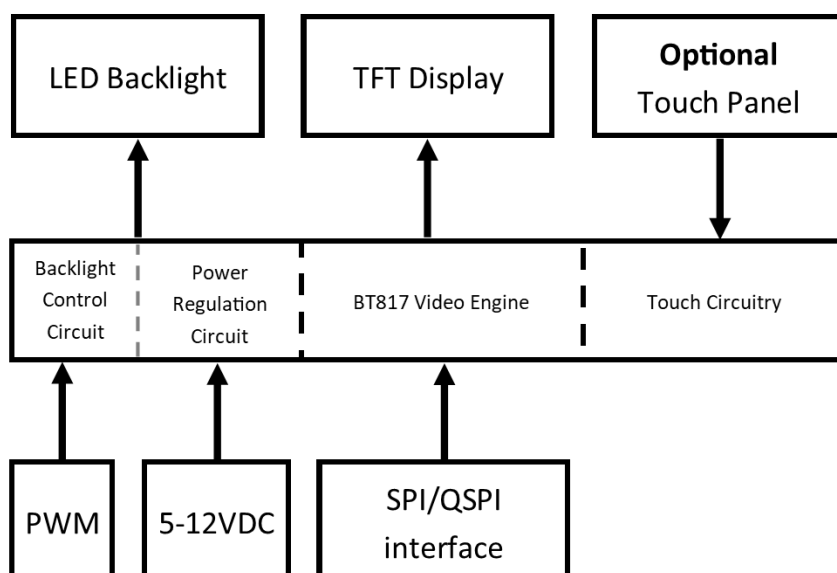 LED Backlight
TFT Display
Optional
Touch Panel
Backlight
Control
Circuit
Power
Regulation
Circuit
BT817 Video Engine
Touch Circuitry
PWM
5-12VDC
SPI/QSPI
interface